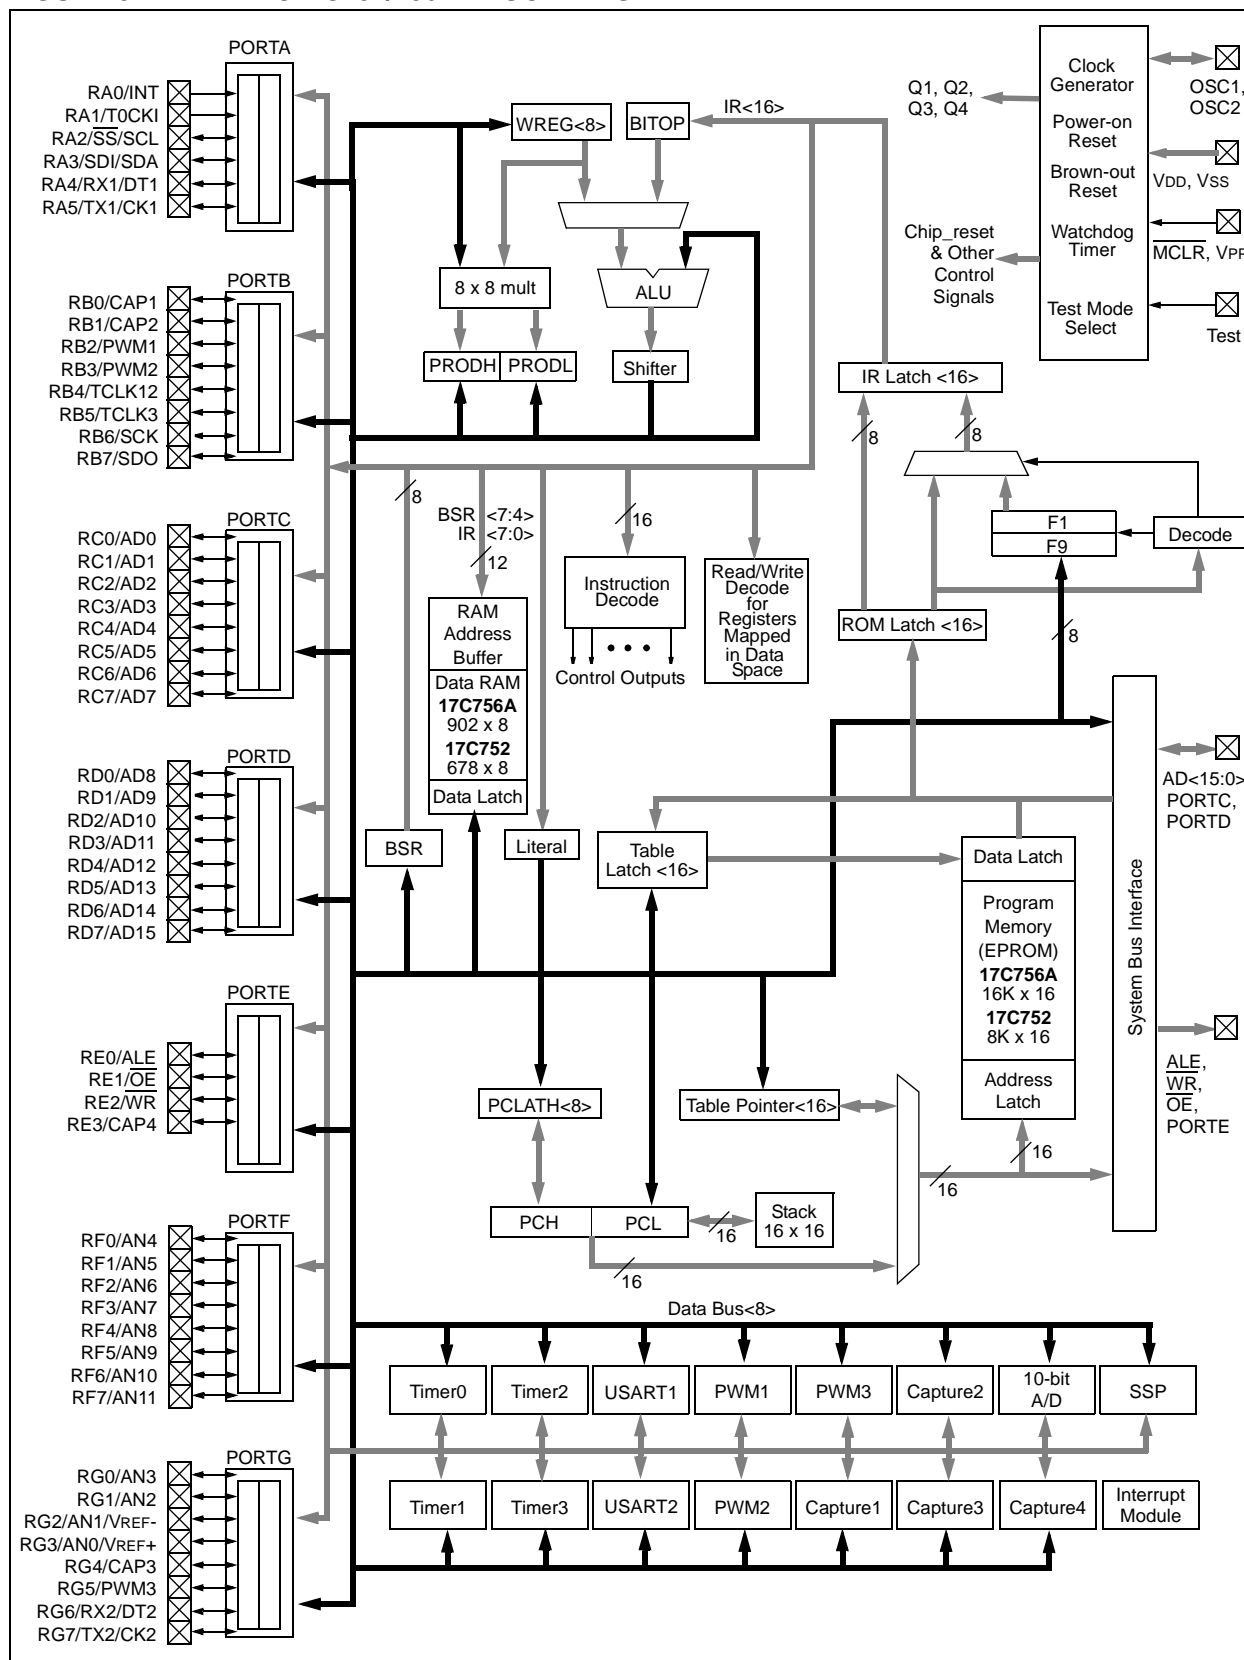 PORTA
RA0/INT
RA1/T0CKI
RA2/SS/SCL
RA3/SDI/SDA
RA4/RX1/DT1
RA5/TX1/CK1
PORTB
RB0/CAP1
RB1/CAP2
RB2/PWM1
RB3/PWM2
RB4/TCLK12
RB5/TCLK3
RB6/SCK
RB7/SDO
PORTC
RC0/AD0
RC1/AD1
RC2/AD2
RC3/AD3
RC4/AD4
RC5/AD5
RC6/AD6
RC7/AD7
PORTD
RD0/AD8
RD1/AD9
RD2/AD10
RD3/AD11
RD4/AD12
RD5/AD13
RD6/AD14
RD7/AD15
PORTE
RE0/ALE
RE1/OE
RE2/WR
RE3/CAP4
PORTF
RF0/AN4
RF1/AN5
RF2/AN6
RF3/AN7
RF4/AN8
RF5/AN9
RF6/AN10
RF7/AN11
PORTG
RG0/AN3
RG1/AN2
RG2/AN1/VREF-
RG3/AN0/VREF+
RG4/CAP3
RG5/PWM3
RG6/RX2/DT2
RG7/TX2/CK2
WREG<8>
BITOP
IR<16>
8 x 8 mult
ALU
PRODH
PRODL
Shifter
Q1, Q2,
Q3, Q4
Chip_reset
& Other
Control
Signals
Clock
Generator
Power-on
Reset
Brown-out
Reset
Watchdog
Timer
Test Mode
Select
OSC1,
OSC2
VDD, VSS
MCLR, VPP
Test
IR Latch <16>
8
8
F1
F9
Decode
ROM Latch <16>
8
8
BSR <7:4>
IR <7:0>
12
16
Instruction
Decode
Control Outputs
Read/Write
Decode
for
Registers
Mapped
in Data
Space
RAM
Address
Buffer
Data RAM
17C756A
902 x 8
17C752
678 x 8
Data Latch
BSR
Literal
Table
Latch <16>
Data Latch
Program
Memory
(EPROM)
17C756A
16K x 16
17C752
8K x 16
Address
Latch
System Bus Interface
AD<15:0>
PORTC,
PORTD
ALE,
WR,
OE,
PORTE
PCLATH<8>
Table Pointer<16>
16
16
PCH
PCL
16
Stack
16 x 16
16
Data Bus<8>
Timer0
Timer2
USART1
PWM1
PWM3
Capture2
10-bit
A/D
SSP
Timer1
Timer3
USART2
PWM2
Capture1
Capture3
Capture4
Interrupt
Module